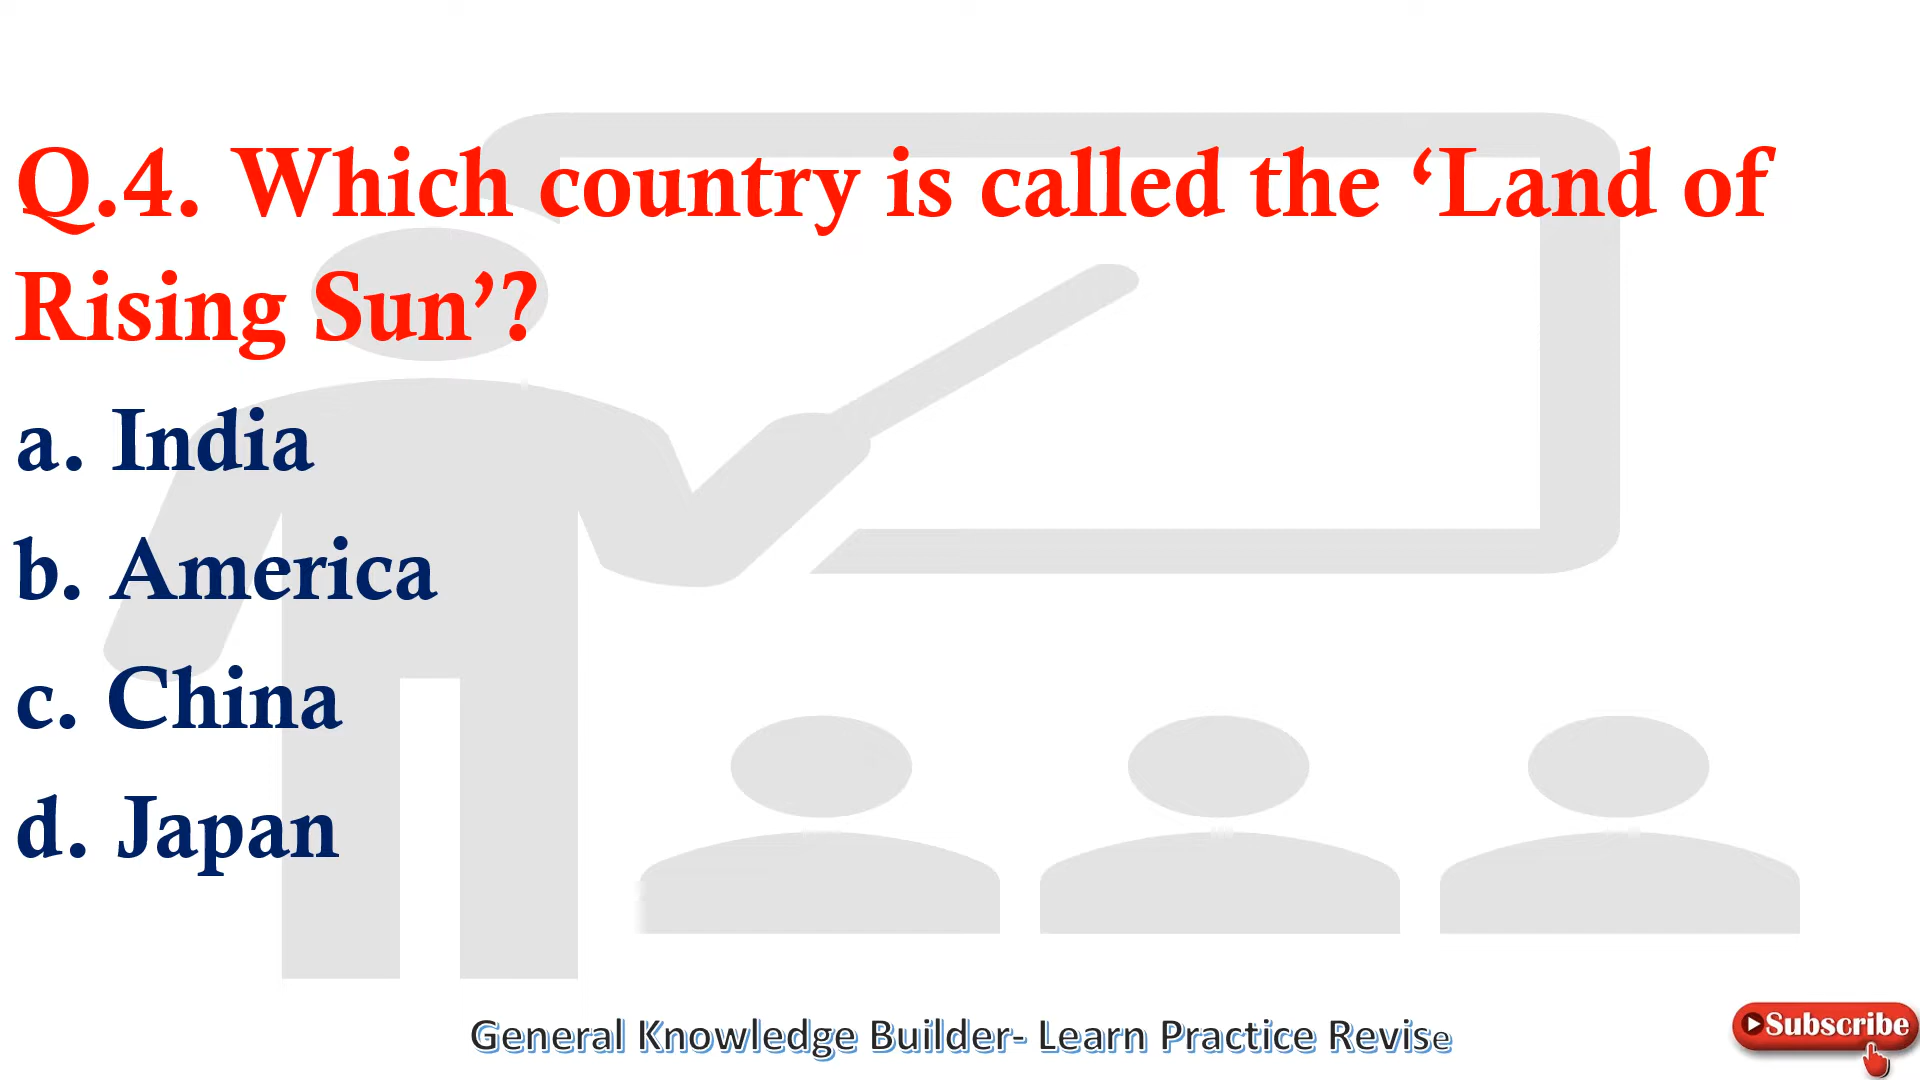 Q.4. Which country is called the ‘Land of
Rising Sun’?
a. India
b. America
c. China
d. Japan
General Knowledge Builder- Learn Practice Revise
Subscribe